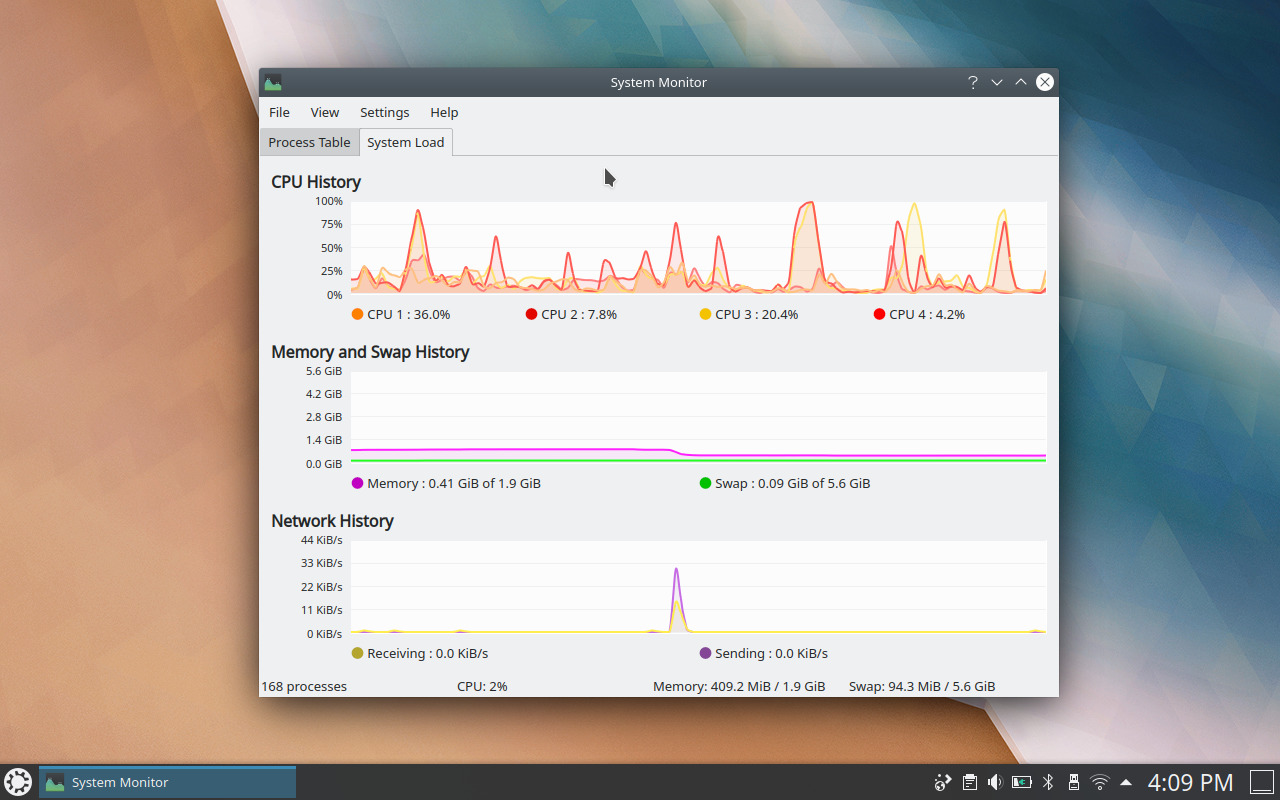 System Monitor
File View Settings Help
Process Table System Load
CPU History
100%
75%
50%
25%
0%
CPU 1 : 36.0% CPU 2 : 7.8% CPU 3 : 20.4% CPU 4 : 4.2%
Memory and Swap History
5.6 GiB
4.2 GiB
2.8 GiB
1.4 GiB
0.0 GiB
Memory : 0.41 GiB of 1.9 GiB Swap : 0.09 GiB of 5.6 GiB
Network History
44 KiB/s
33 KiB/s
22 KiB/s
11 KiB/s
0 KiB/s
Receiving : 0.0 KiB/s Sending : 0.0 KiB/s
168 processes CPU: 2% Memory: 409.2 MiB / 1.9 GiB Swap: 94.3 MiB / 5.6 GiB
System Monitor 4:09 PM